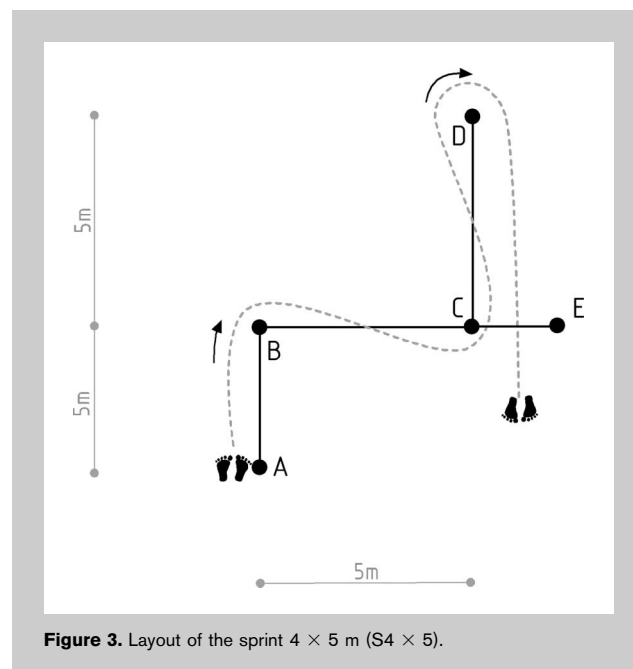 D
5m
C
E
B
5m
A
5m
Figure 3. Layout of the sprint 4 × 5 m (S4 × 5).